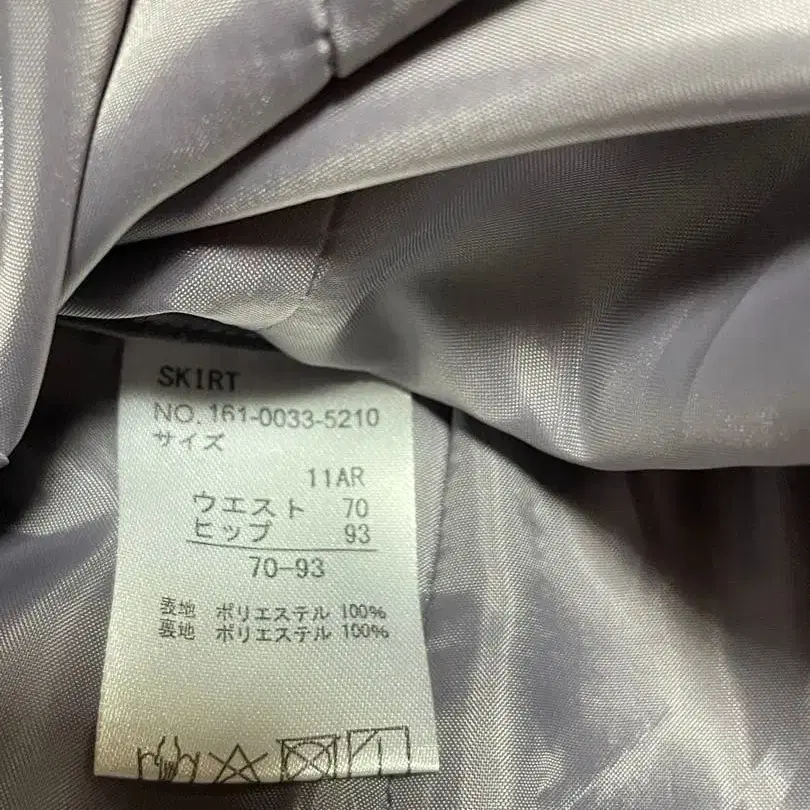 SKIRT
NO. 161-0033-5210
サイズ
11AR
ウエスト 70
ヒップ 93
70-93
表地 ポリエステル 100%
裏地 ポリエステル 100%